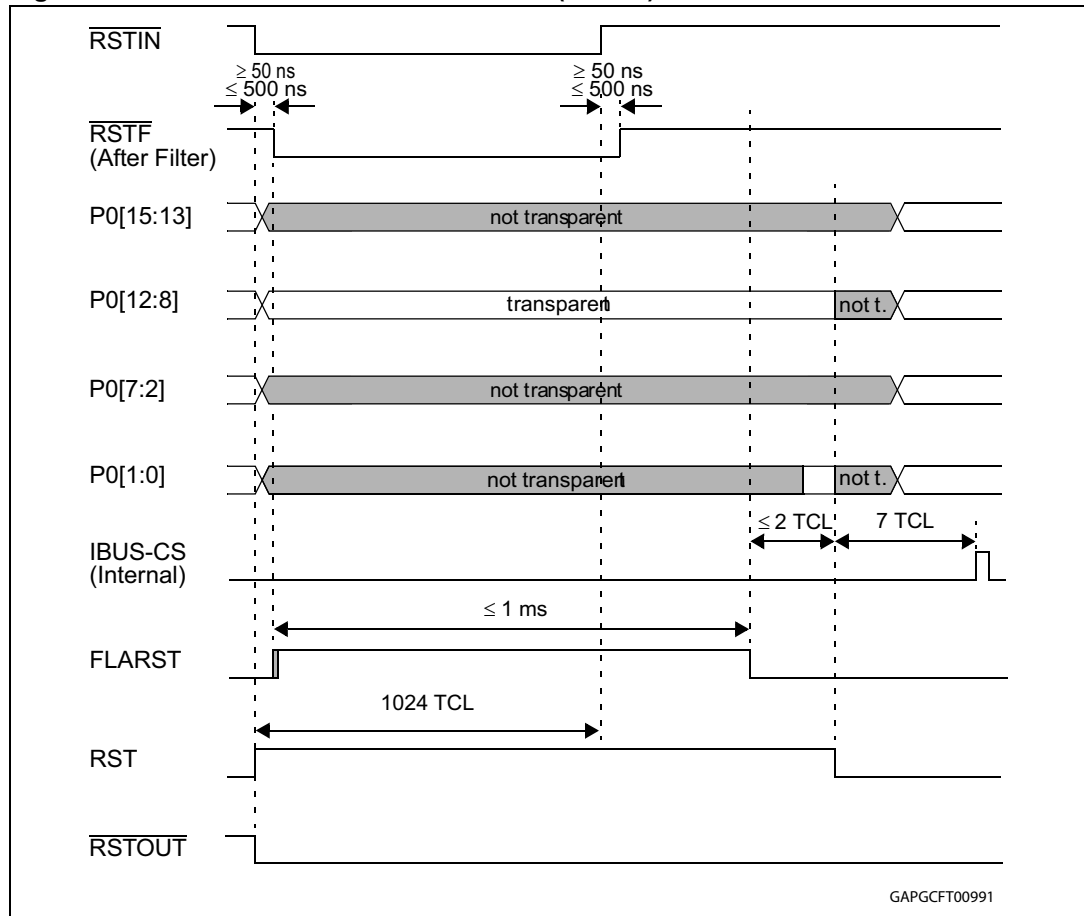 RSTIN
≥ 50 ns
≤ 500 ns
≥ 50 ns
≤ 500 ns
RSTF
(After Filter)
P0[15:13]
not transparent
P0[12:8]
transparent
not t.
P0[7:2]
not transparent
P0[1:0]
not transparent
not t.
≤ 2 TCL
7 TCL
IBUS-CS
(Internal)
≤ 1 ms
FLARST
1024 TCL
RST
RSTOUT
GAPGCFT00991